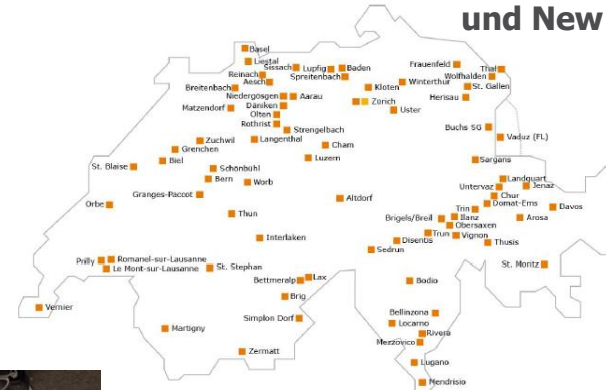 und New
Basel
Liestal
Sissach
Lupfig
Baden
Frauenfeld
Thal
Reinach
Aesch
Spreitenbach
Wolfhalden
Breitenbach
Kloten
Winterthur
St. Gallen
Niedergösgen
Aarau
Herisau
Matzendorf
Däniken
Zürich
Olten
Uster
Rothrist
Strengelbach
Buchs SG
Vaduz (FL)
Zuchwil
Langenthal
Cham
Grenchen
Luzern
Biel
Sargans
St. Blaise
Schönbühl
Bern
Worb
Landquart
Untervaz
Jenaz
Granges-Paccot
Altdorf
Chur
Domat-Ems
Orbe
Trin
Davos
Thun
Brigels/Breil
Ilanz
Arosa
Obersaxen
Trun
Vignon
Interlaken
Disentis
Thusis
Sedrun
Romanel-sur-Lausanne
Prilly
Le Mont-sur-Lausanne
St. Stephan
St. Moritz
Lax
Bettmeralp
Bodio
Brig
Vernier
Simplon Dorf
Bellinzona
Locarno
Martigny
Rivera
Mezzovico
Zermatt
Lugano
Mendrisio